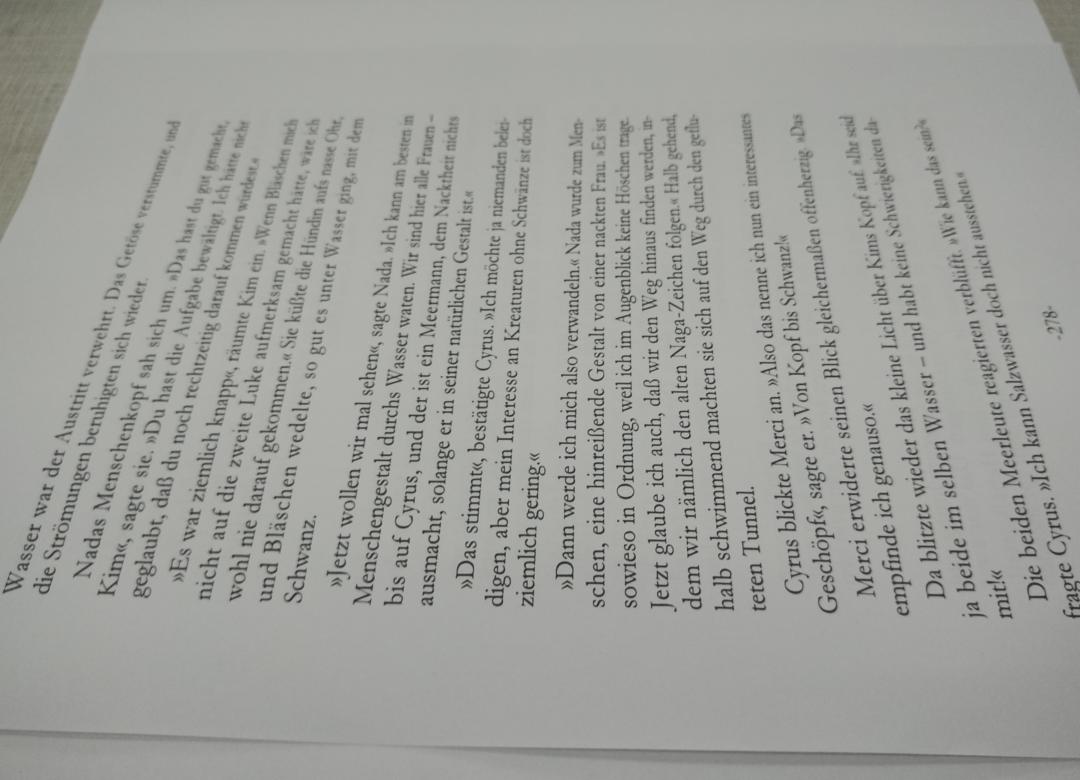 Wasser war der Austritt verwehrt. Das Getöse verstummte, und
die Strömungen beruhigten sich wieder.
Nadas Menschenkopf sah sich um. »Das hast du gut gemacht,
Kim«, sagte sie. »Du hast die Aufgabe bewältigt. Ich hätte nicht
geglaubt, daß du noch rechtzeitig darauf kommen würdest.«
»Es war ziemlich knapp«, räumte Kim ein. »Wenn Bläschen mich
nicht auf die zweite Luke aufmerksam gemacht hätte, wäre ich
wohl nie darauf gekommen.« Sie küßte die Hündin aufs nasse Ohr,
und Bläschen wedelte, so gut es unter Wasser ging, mit dem
Schwanz.
»Jetzt wollen wir mal sehen«, sagte Nada. »Ich kann am besten in
Menschengestalt durchs Wasser waten. Wir sind hier alle Frauen –
bis auf Cyrus, und der ist ein Meermann, dem Nacktheit nichts
ausmacht, solange er in seiner natürlichen Gestalt ist.«
»Das stimmt«, bestätigte Cyrus. »Ich möchte ja niemanden belei-
digen, aber mein Interesse an Kreaturen ohne Schwänze ist doch
ziemlich gering.«
»Dann werde ich mich also verwandeln.« Nada wurde zum Men-
schen, eine hinreißende Gestalt von einer nackten Frau. »Es ist
sowieso in Ordnung, weil ich im Augenblick keine Höschen trage.
Jetzt glaube ich auch, daß wir den Weg hinaus finden werden, in-
dem wir nämlich den alten Naga-Zeichen folgen.« Halb gehend,
halb schwimmend machten sie sich auf den Weg durch den geflu-
teten Tunnel.
Cyrus blickte Merci an. »Also das nenne ich nun ein interessantes
Geschöpf«, sagte er. »Von Kopf bis Schwanz!«
Merci erwiderte seinen Blick gleichermaßen offenherzig. »Das
empfinde ich genauso.«
Da blitzte wieder das kleine Licht über Kims Kopf auf. »Ihr seid
ja beide im selben Wasser – und habt keine Schwierigkeiten da-
mit!«
Die beiden Meerleute reagierten verblüfft. »Wie kann das sein?«
fragte Cyrus. »Ich kann Salzwasser doch nicht ausstehen.«
-278-